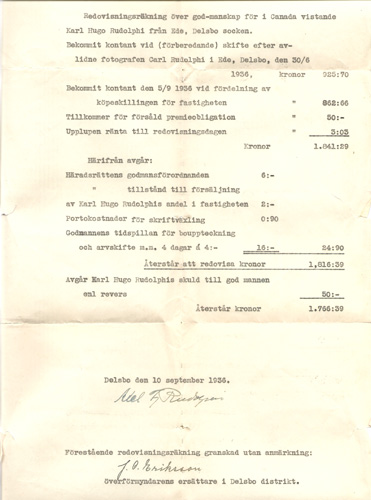 Redovisningsräkning över god-manskap för i Canada vistande
Karl Hugo Rudolphi från Ede, Delsbo socken.
Bekommit kontant vid (förberedande) skifte efter av-
lidne fotografen Carl Rudolphi i Ede, Delsbo, den 30/6
1936, kronor 925:70
Bekommit kontant den 5/9 1936 vid fördelning av
köpeskillingen för fastigheten " 862:66
Tillkommer för försåld premieobligation " 50:-
Upplupen ränta till redovisningsdagen " 3:03
Kronor 1.841:29
Härifrån avgår:
Häradsrättens godmansförordnanden 6:-
" tillstånd till försäljning
av Karl Hugo Rudolphis andel i fastigheten 2:-
Portokostnader för skriftväxling 0:90
Godmannens tidspillan för bouppteckning
och arvskifte m.m. 4 dagar á 4:- 16:- 24:90
Återstår att redovisa kronor 1,816:39
Avgår Karl Hugo Rudolphis skuld till god mannen
enl revers 50:-
Återstår kronor 1.766:39
Delsbo den 10 september 1936.
Förestående redovisningsräkning granskad utan anmärkning:
J. O. Eriksson
Överförmyndarens ersättare i Delsbo distrikt.